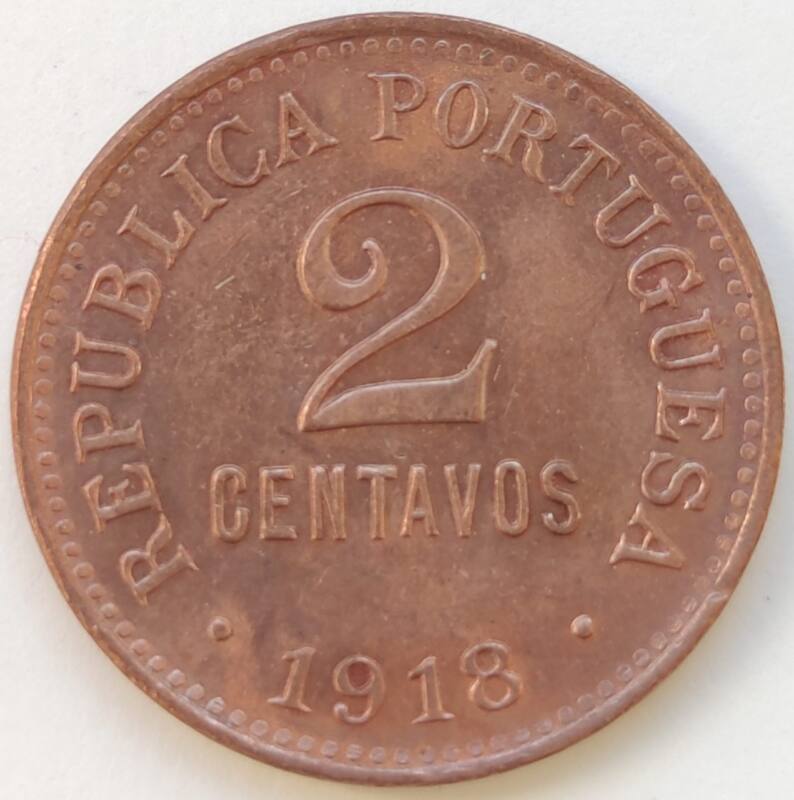 REPUBLICA PORTUGUESA
2
CENTAVOS
• 1918 •